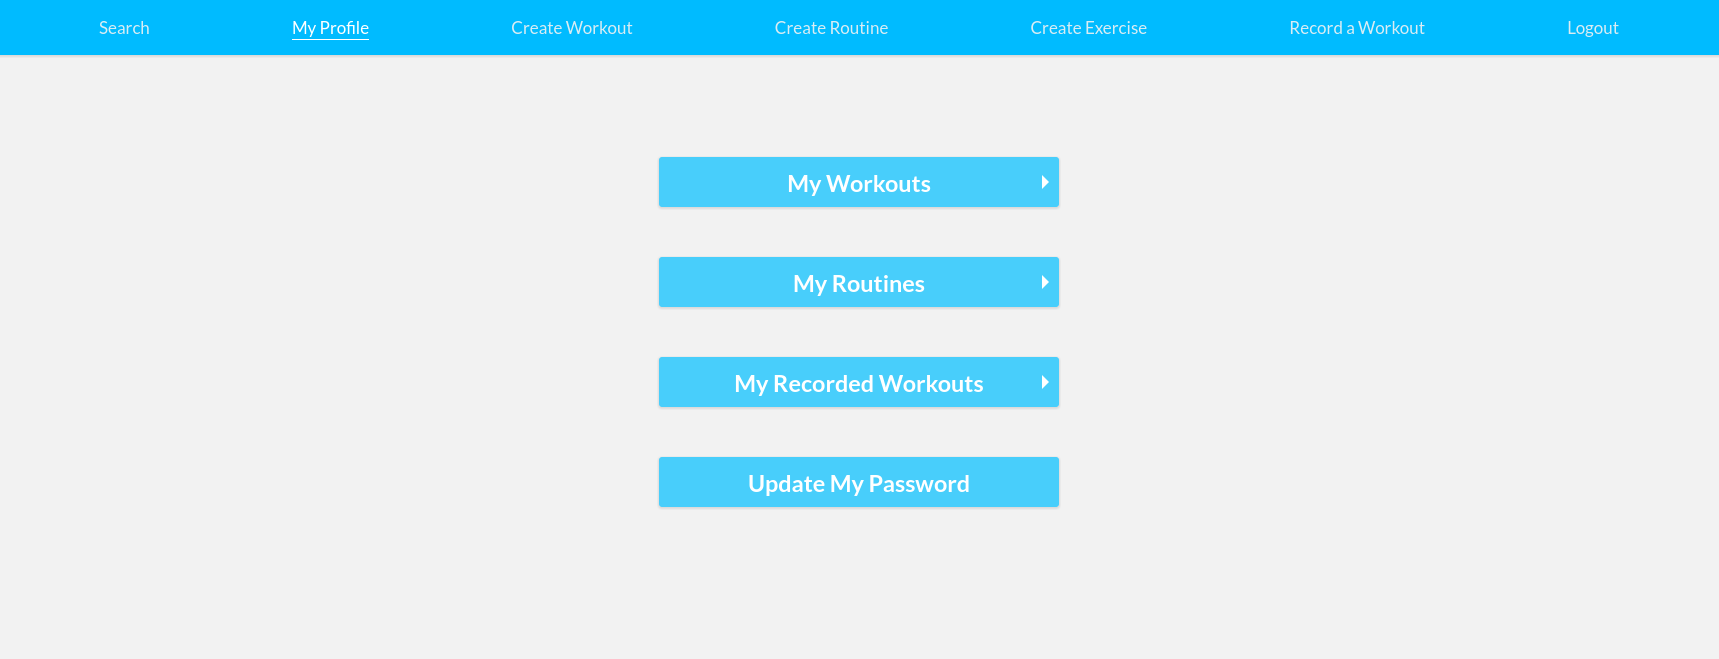 Search My Profile Create Workout Create Routine Create Exercise Record a Workout Logout
My Workouts
My Routines
My Recorded Workouts
Update My Password